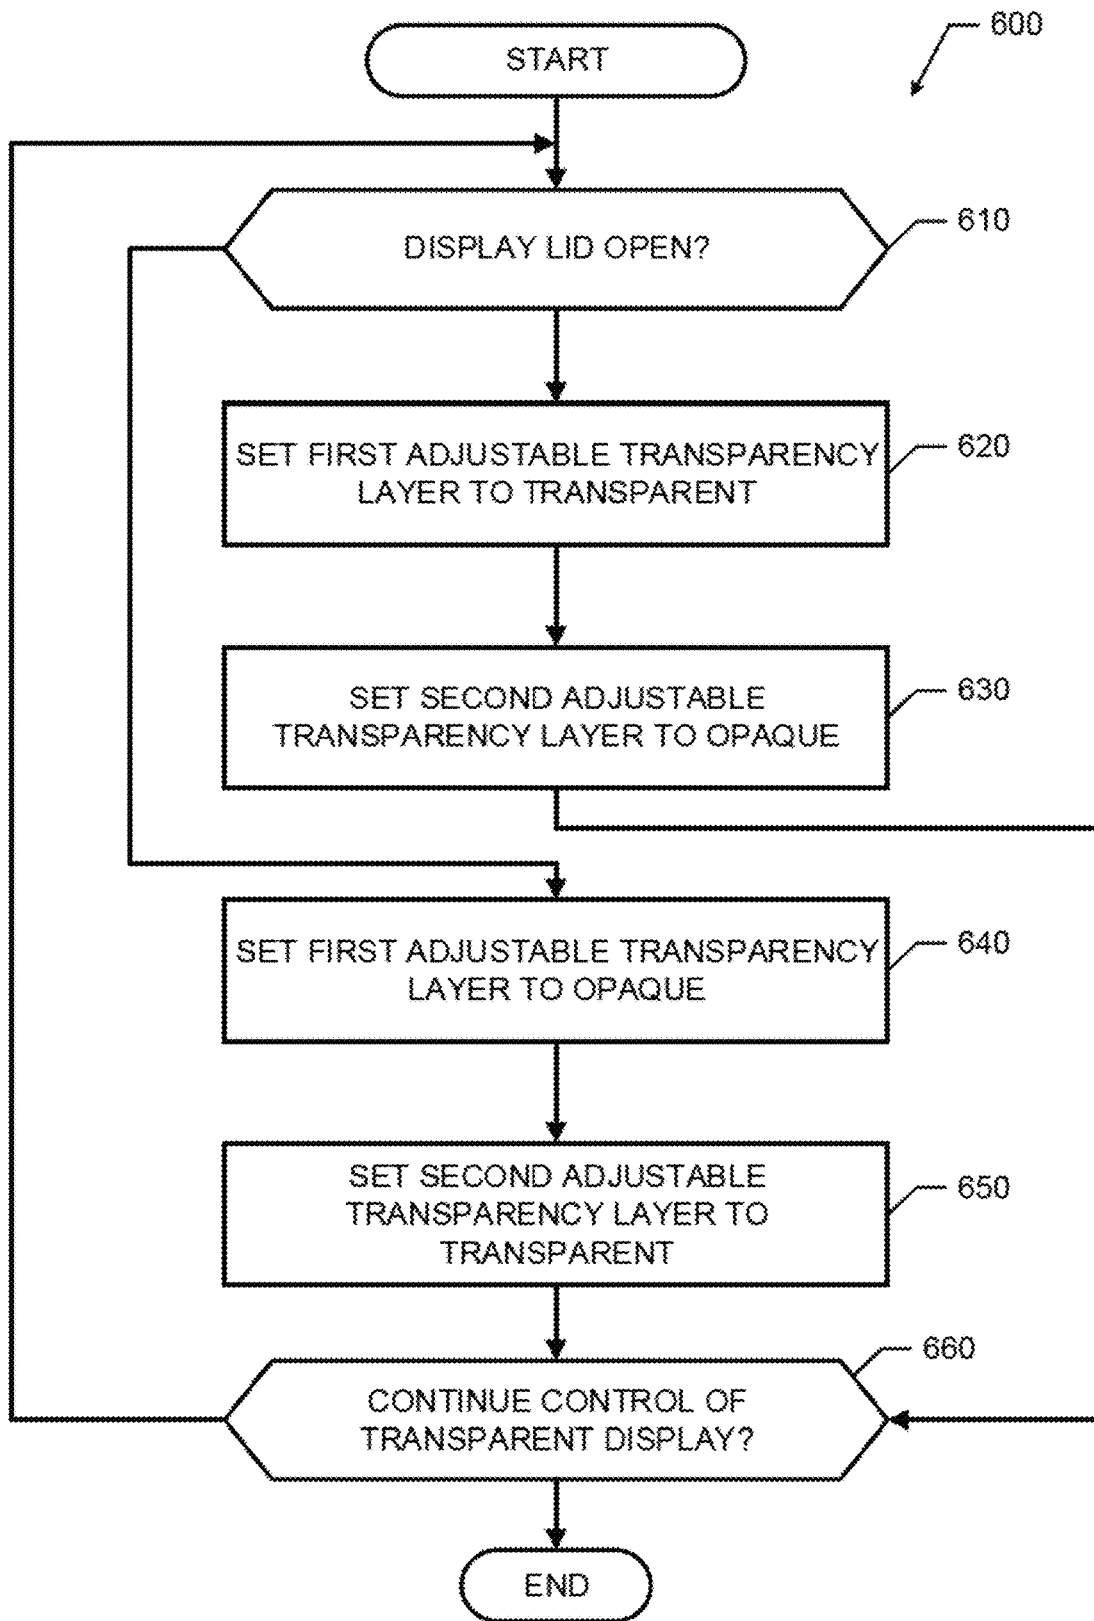 600
START
DISPLAY LID OPEN?
610
SET FIRST ADJUSTABLE TRANSPARENCY
LAYER TO TRANSPARENT
620
SET SECOND ADJUSTABLE
TRANSPARENCY LAYER TO OPAQUE
630
SET FIRST ADJUSTABLE TRANSPARENCY
LAYER TO OPAQUE
640
SET SECOND ADJUSTABLE
TRANSPARENCY LAYER TO
TRANSPARENT
650
CONTINUE CONTROL OF
TRANSPARENT DISPLAY?
660
END